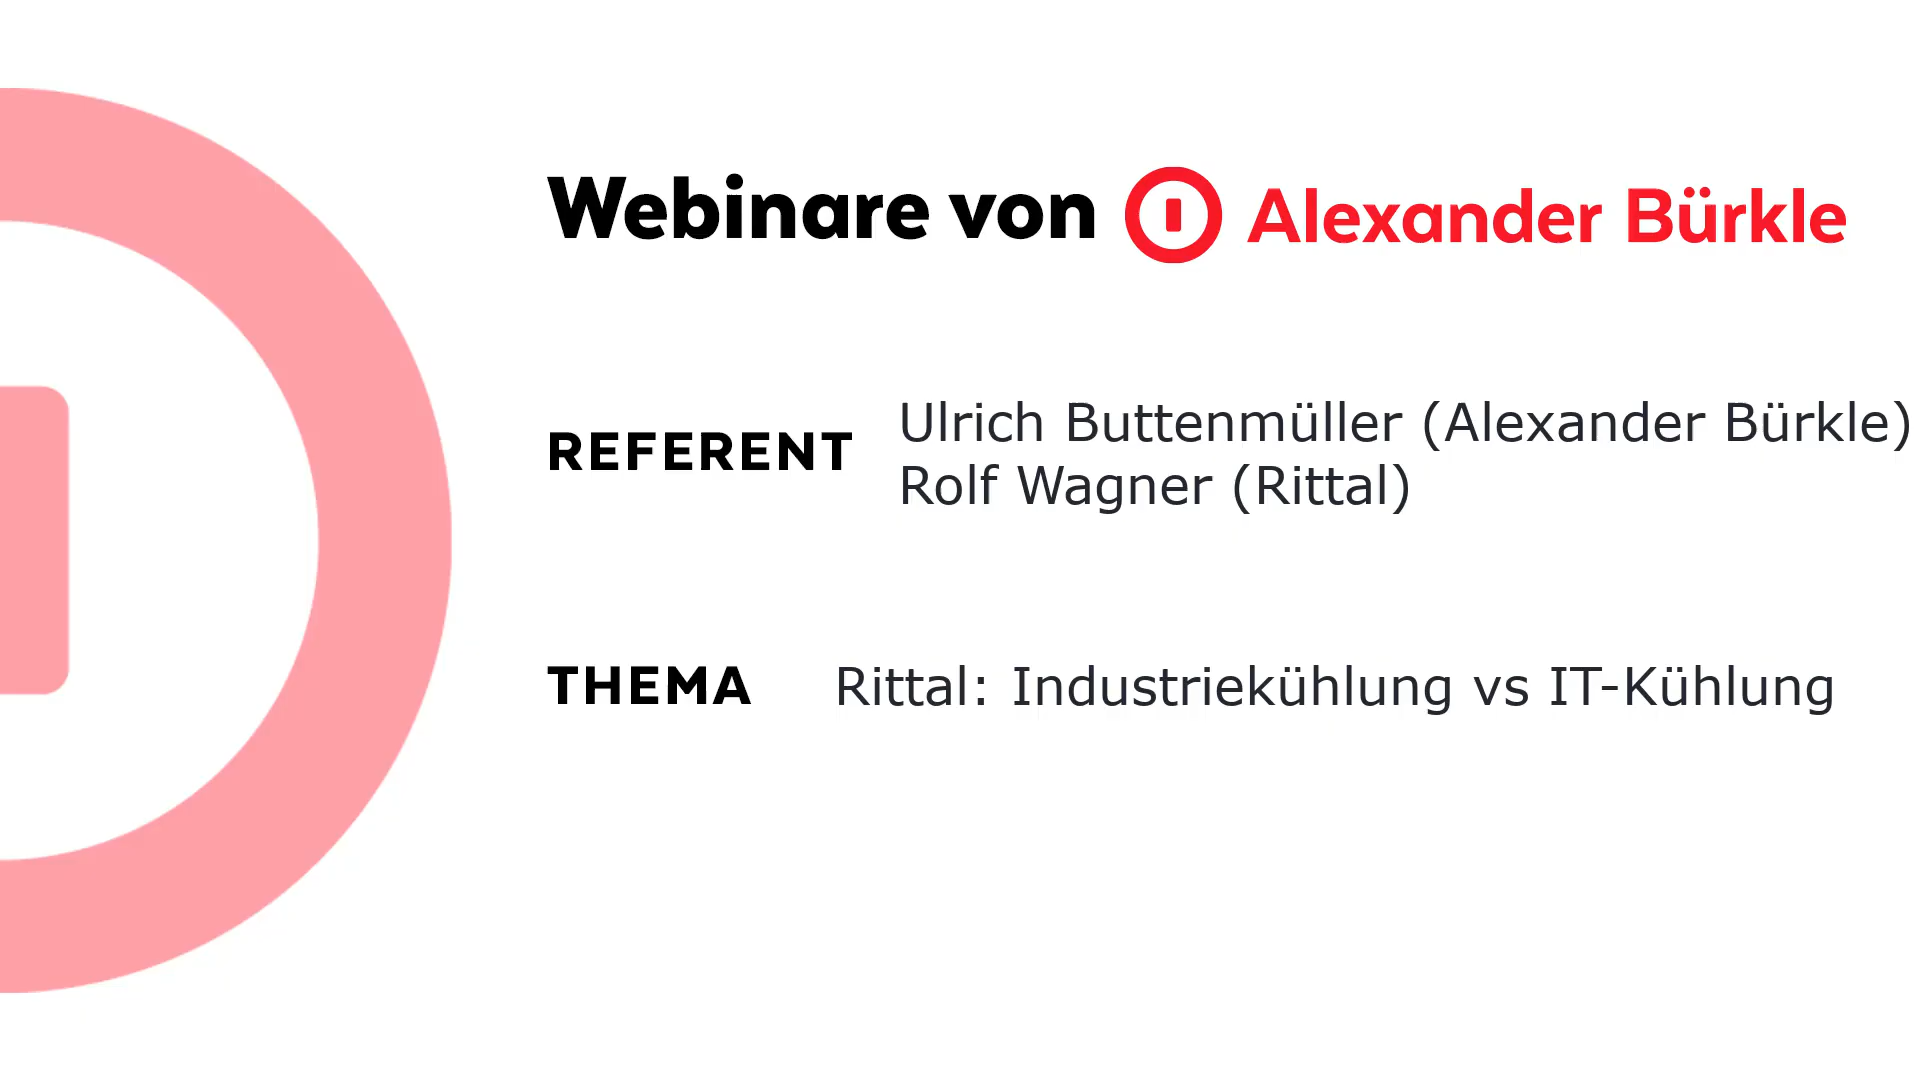 Webinare von Alexander Bürkle
REFERENT
Ulrich Buttenmüller (Alexander Bürkle)
Rolf Wagner (Rittal)
THEMA
Rittal: Industriekühlung vs IT-Kühlung